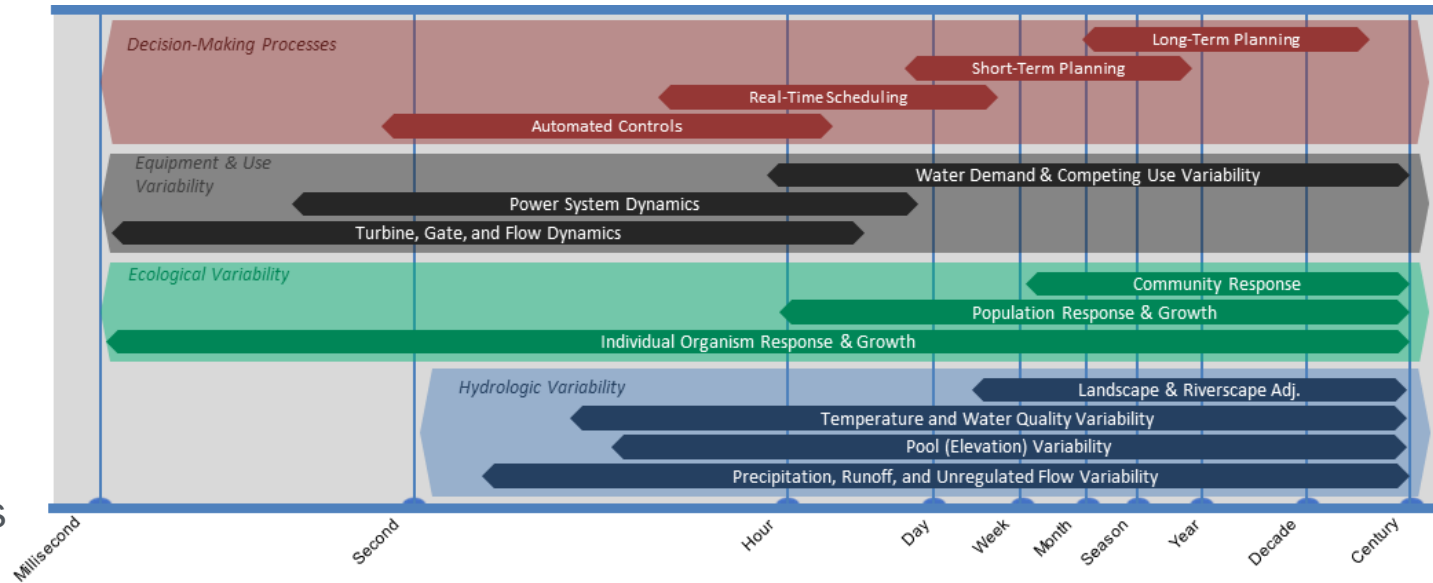 Decision-Making Processes
Long-Term Planning
Short-Term Planning
Real-Time Scheduling
Automated Controls
Equipment & Use
Variability
Water Demand & Competing Use Variability
Power System Dynamics
Turbine, Gate, and Flow Dynamics
Ecological Variability
Community Response
Population Response & Growth
Individual Organism Response & Growth
Hydrologic Variability
Landscape & Riverscape Adj.
Temperature and Water Quality Variability
Pool (Elevation) Variability
Precipitation, Runoff, and Unregulated Flow Variability
s
Millisecond
Second
Hour
Day
Week
Month
Season
Year
Decade
Century